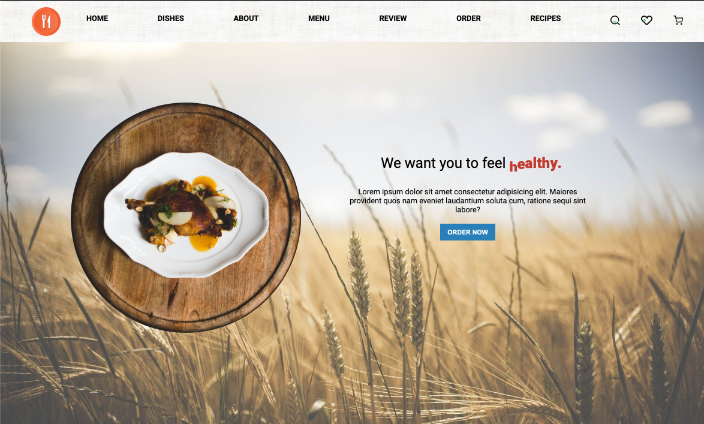 HOME DISHES ABOUT MENU REVIEW ORDER RECIPES
We want you to feel healthy.
Lorem ipsum dolor sit amet consectetur adipisicing elit. Maiores
provident quos nam eveniet laudantium soluta cum, ratione sequi sint
labore?
ORDER NOW